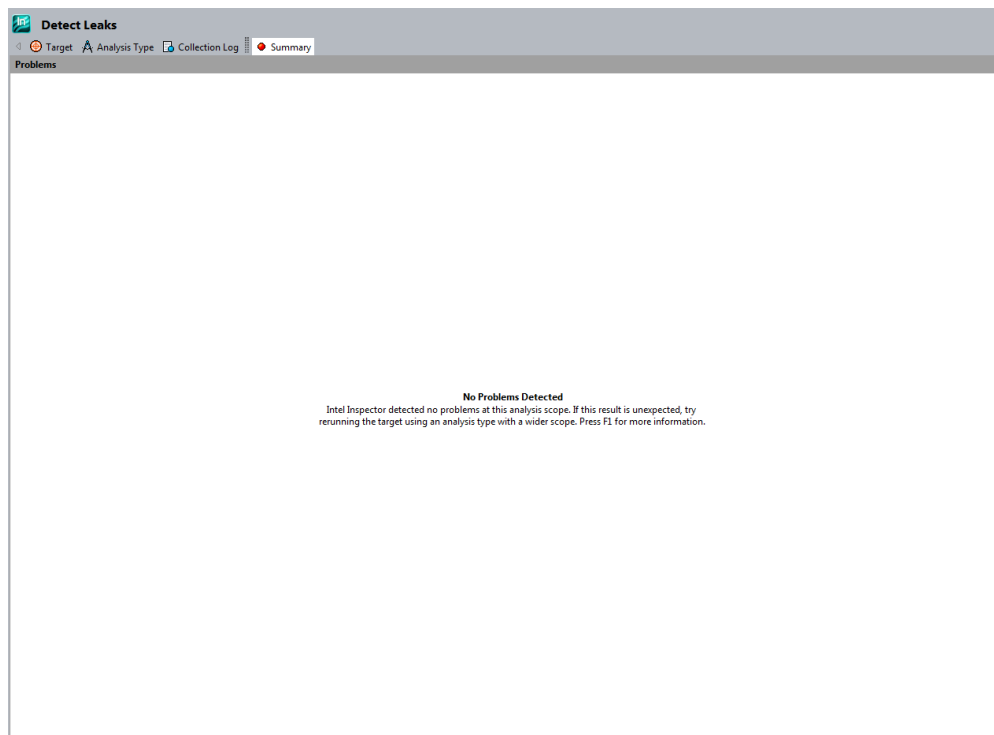 Detect Leaks
Target Analysis Type Collection Log Summary
Problems
No Problems Detected
Intel Inspector detected no problems at this analysis scope. If this result is unexpected, try
rerunning the target using an analysis type with a wider scope. Press F1 for more information.